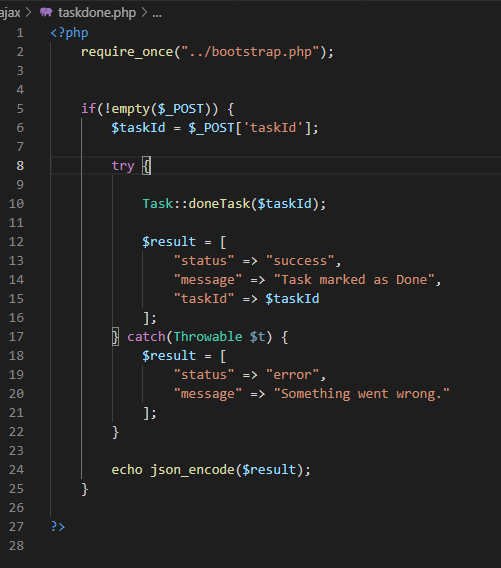 ajax > taskdone.php > ...
1 <?php
2     require_once("../bootstrap.php");
3
4
5     if(!empty($_POST)) {
6         $taskId = $_POST['taskId'];
7
8         try {
9
10             Task::doneTask($taskId);
11
12             $result = [
13                 "status" => "success",
14                 "message" => "Task marked as Done",
15                 "taskId" => $taskId
16             ];
17         } catch(Throwable $t) {
18             $result = [
19                 "status" => "error",
20                 "message" => "Something went wrong."
21             ];
22         }
23
24         echo json_encode($result);
25     }
26
27 ?>
28